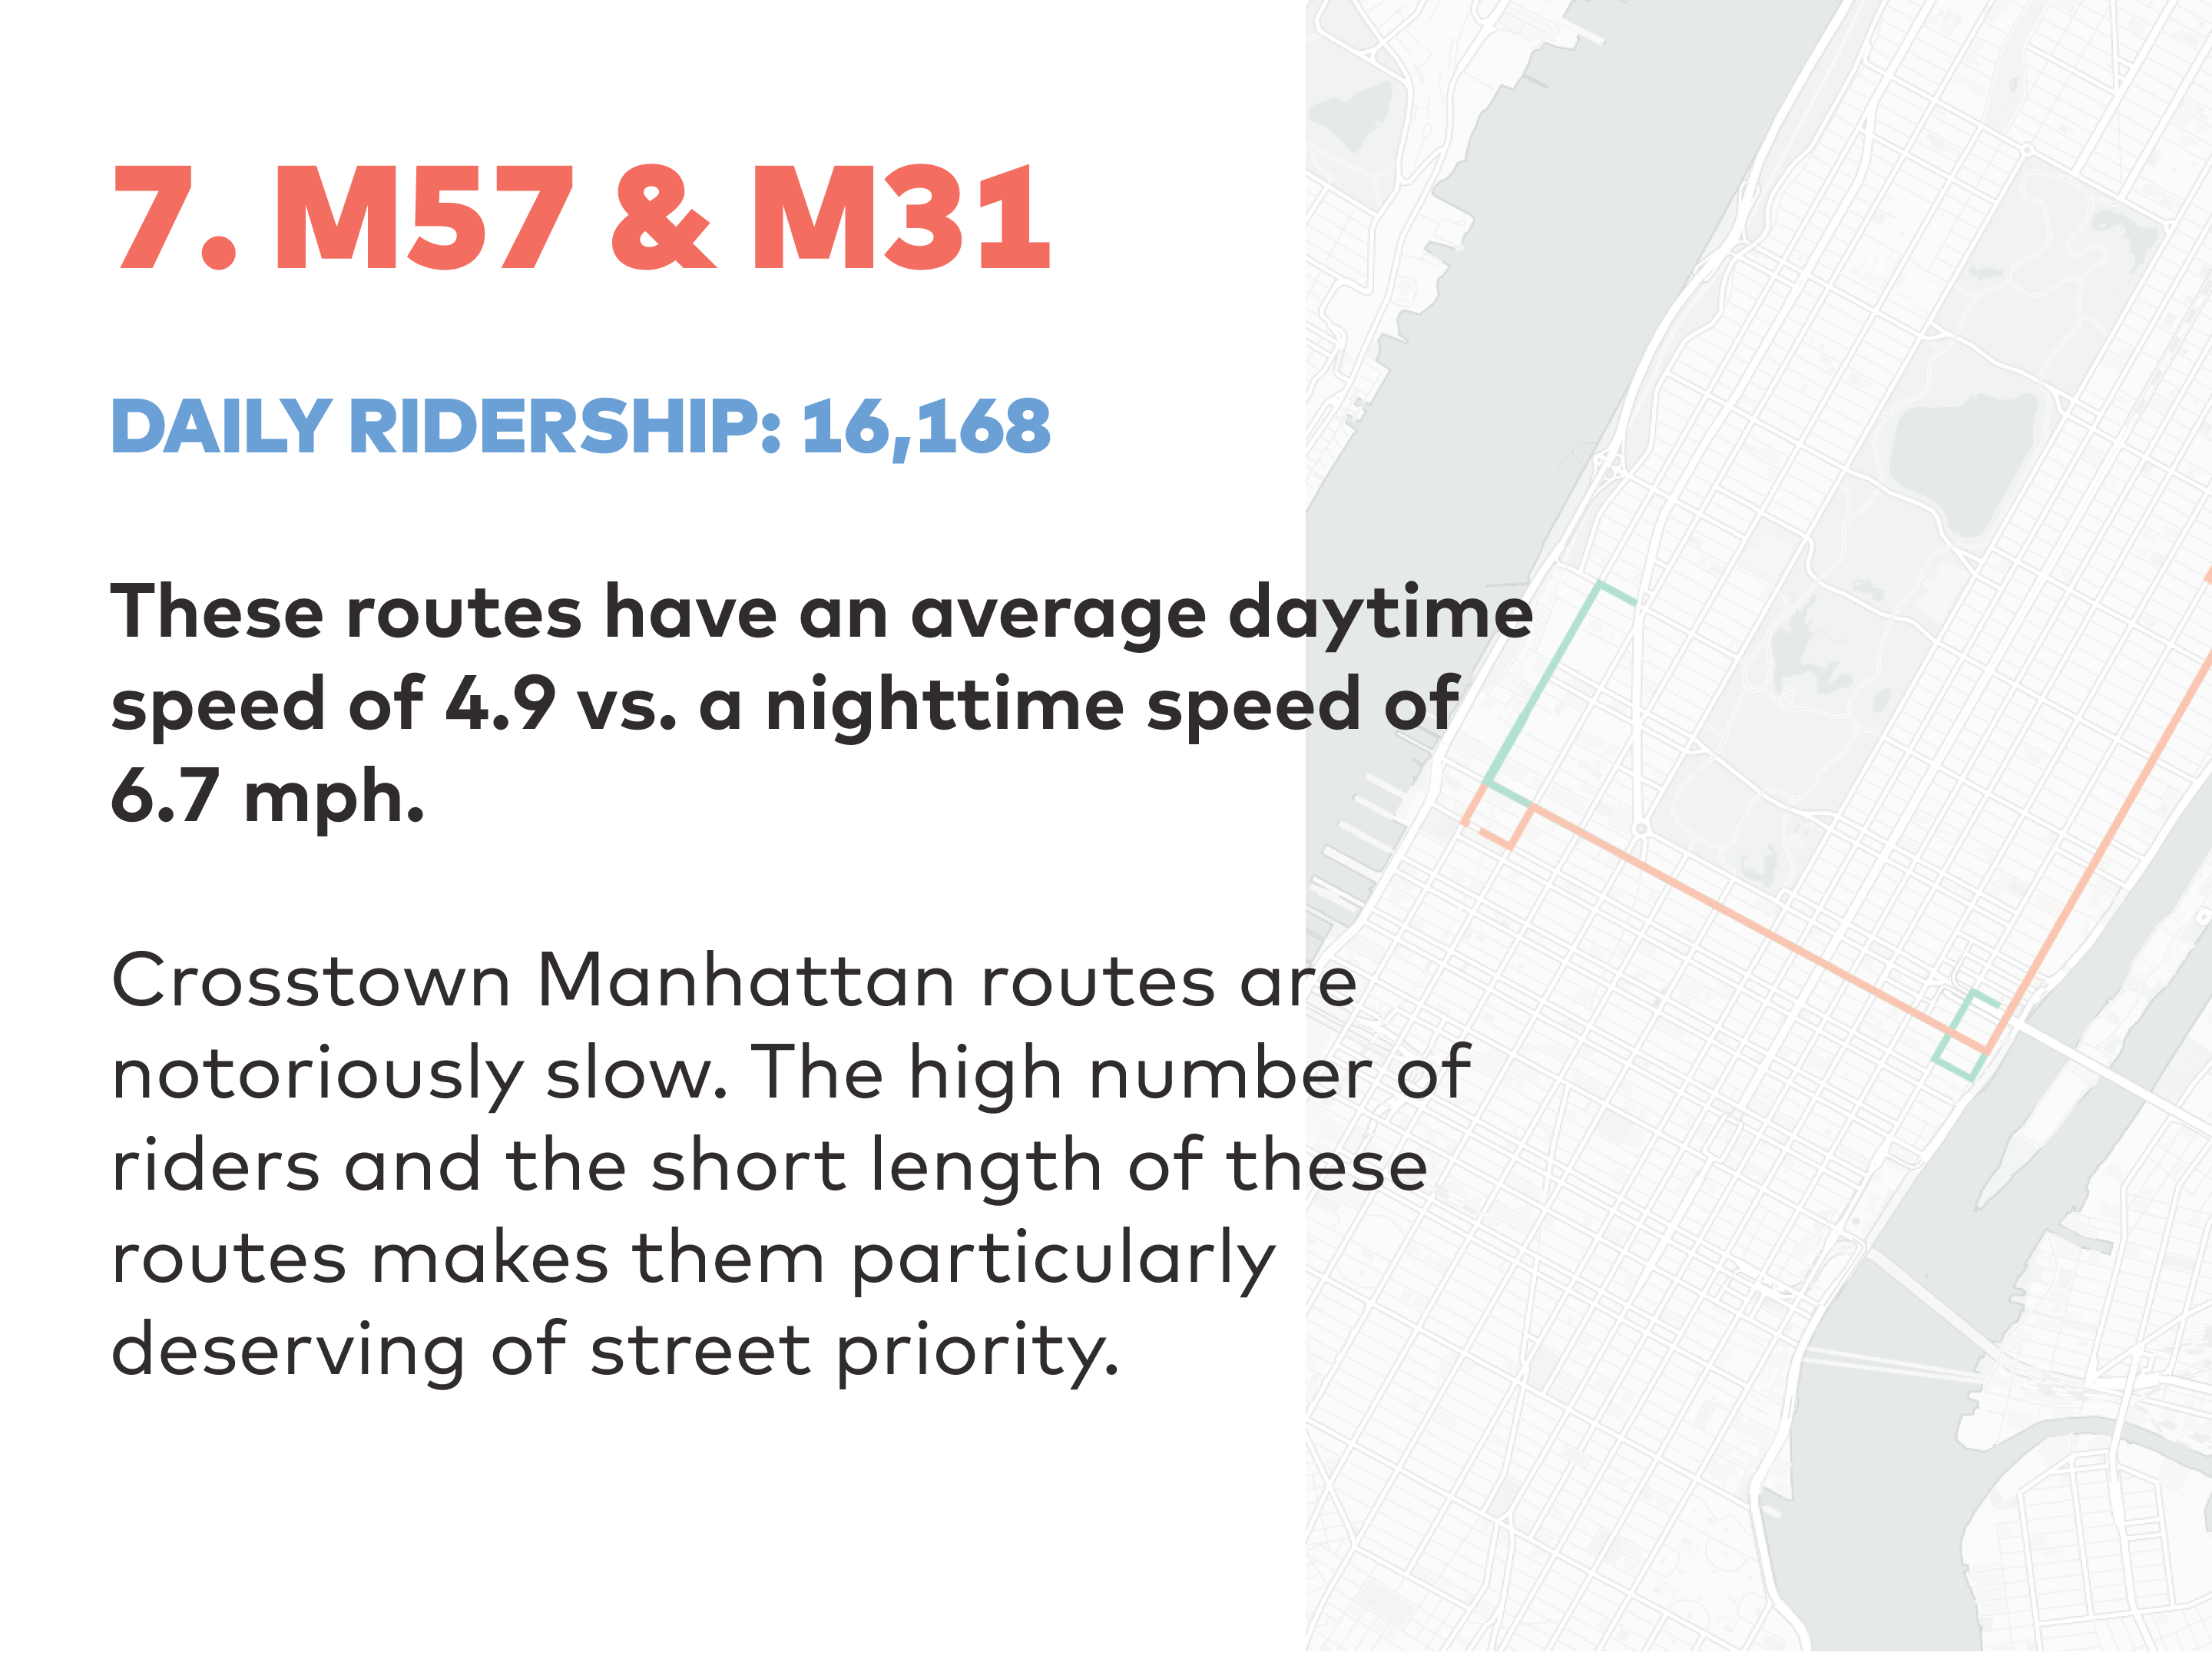 7. M57 & M31
DAILY RIDERSHIP: 16,168
These routes have an average daytime
speed of 4.9 vs. a nighttime speed of
6.7 mph.
Crosstown Manhattan routes are
notoriously slow. The high number of
riders and the short length of these
routes makes them particularly
deserving of street priority.